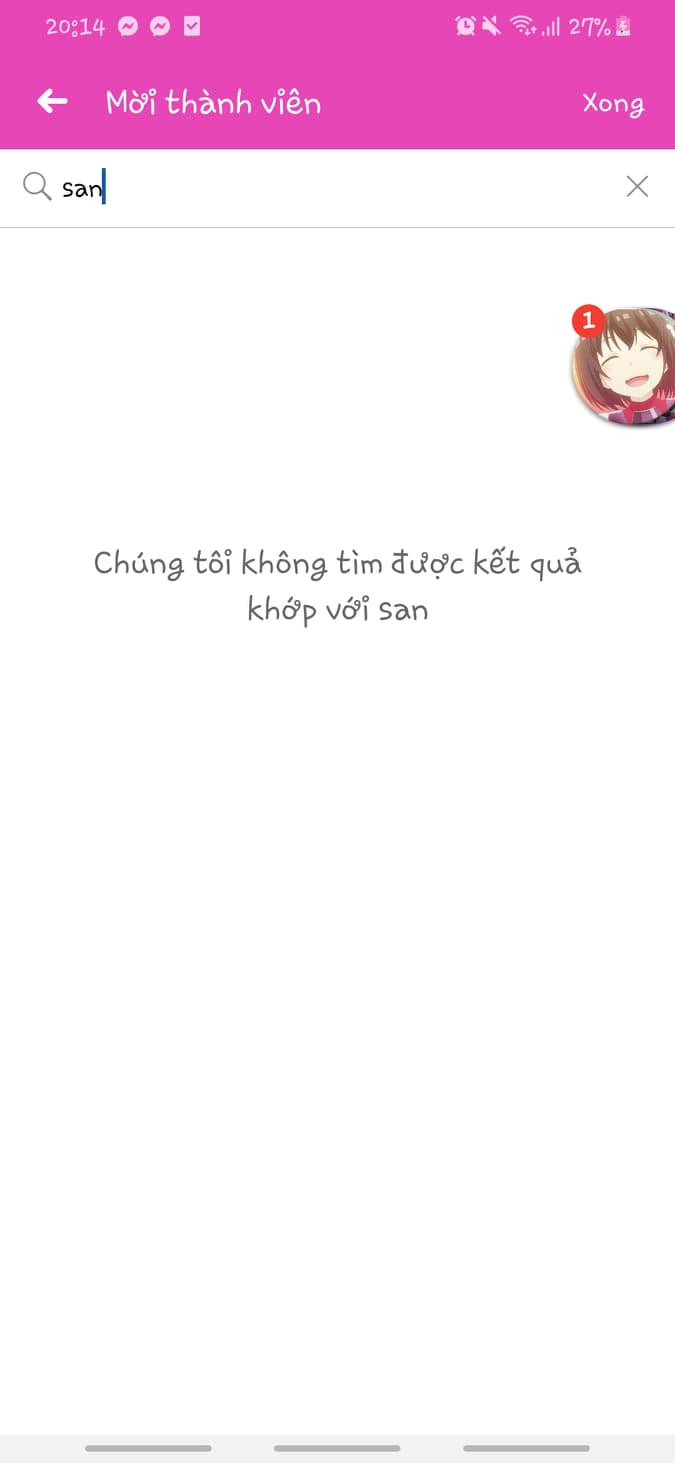 20:14 27%
Mời thành viên Xong
san
1
Chúng tôi không tìm được kết quả
khớp với san